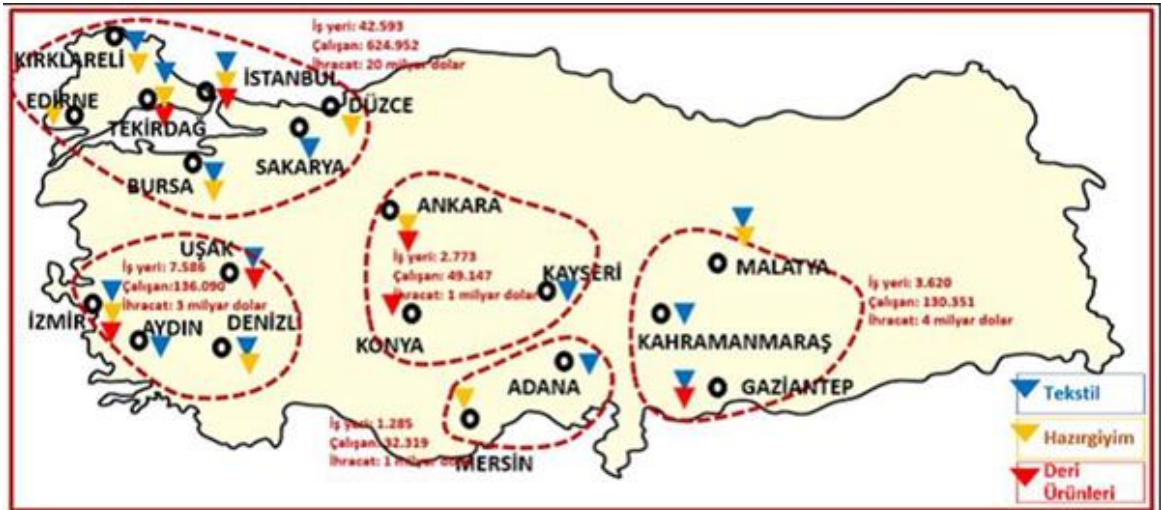 İş yeri: 42.593
Çalışan: 624.952
İhracat: 20 milyar dolar
KIRKLARELİ
İSTANBUL
EDİRNE
TEKİRDAĞ
DÜZCE
SAKARYA
BURSA
ANKARA
İş yeri: 2.773
Çalışan: 49.147
İhracat: 1 milyar dolar
KAYSERİ
KONYA
UŞAK
İş yeri: 7.586
Çalışan:136.090
İhracat: 3 milyar dolar
İZMİR
AYDIN
DENİZL
MALATYA
KAHRAMANMARAŞ
GAZİANTEP
İş yeri: 3.620
Çalışan: 130.351
İhracat: 4 milyar dolar
ADANA
İş yeri: 1.285
Çalışan: 32.319
İhracat: 1 milyar dolar
MERSİN
Tekstil
Hazırgiyim
Deri
Ürünleri